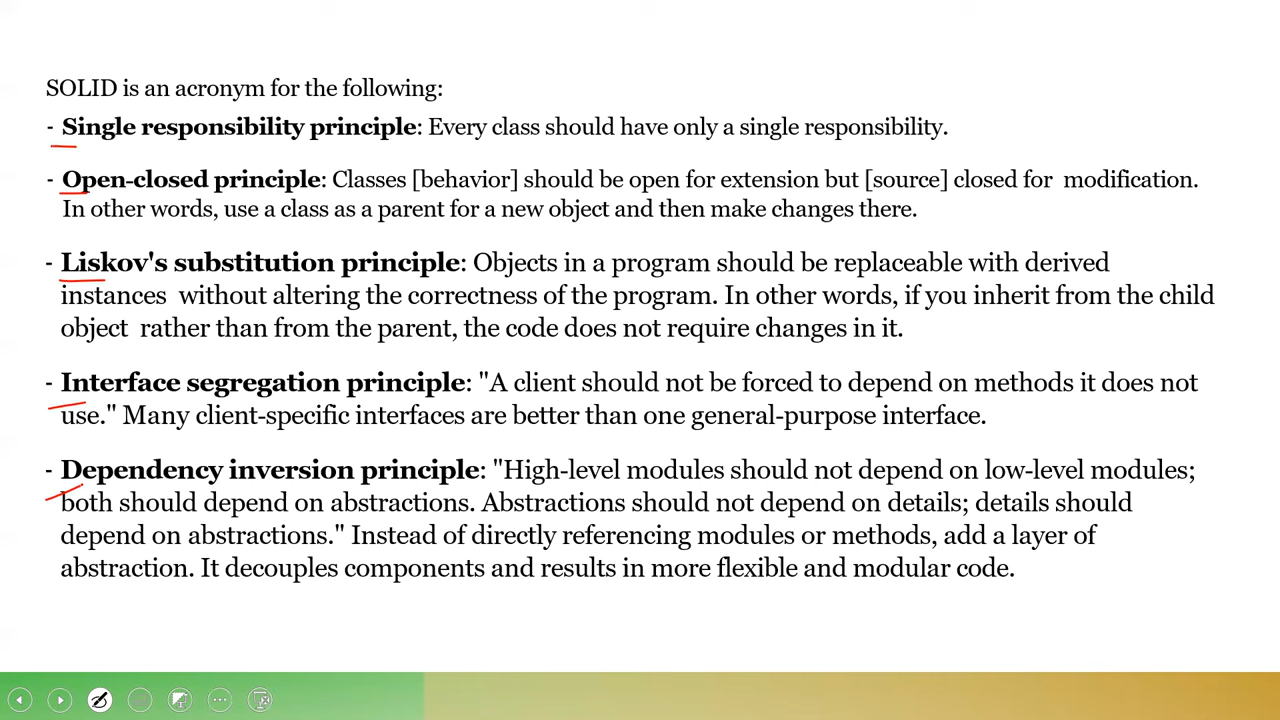 SOLID is an acronym for the following:
- Single responsibility principle: Every class should have only a single responsibility.
- Open-closed principle: Classes [behavior] should be open for extension but [source] closed for modification.
In other words, use a class as a parent for a new object and then make changes there.
- Liskov's substitution principle: Objects in a program should be replaceable with derived
instances without altering the correctness of the program. In other words, if you inherit from the child
object rather than from the parent, the code does not require changes in it.
- Interface segregation principle: "A client should not be forced to depend on methods it does not
use." Many client-specific interfaces are better than one general-purpose interface.
- Dependency inversion principle: "High-level modules should not depend on low-level modules;
both should depend on abstractions. Abstractions should not depend on details; details should
depend on abstractions." Instead of directly referencing modules or methods, add a layer of
abstraction. It decouples components and results in more flexible and modular code.